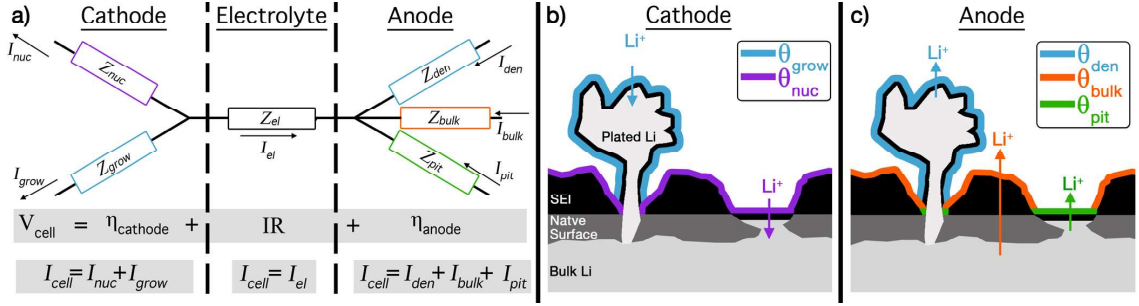 a) Cathode Electrolyte Anode
I_nuc Z_nuc Z_den I_den
Z_el Z_bulk I_bulk
I_el
I_grow Z_grow Z_pit I_pit
V_cell = η_cathode + IR + η_anode
I_cell = I_nuc + I_grow I_cell = I_el I_cell = I_den + I_bulk + I_pit
b) Cathode
Li⁺
θ_grow
θ_nuc
Plated Li
Li⁺
SEI
Natve
Surface
Bulk Li
c) Anode
Li⁺
θ_den
θ_bulk
θ_pit
Li⁺
Li⁺